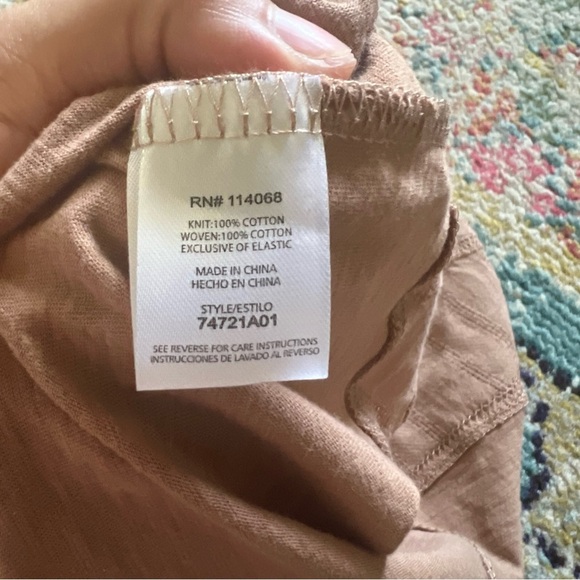 RN# 114068
KNIT:100% COTTON
WOVEN:100% COTTON
EXCLUSIVE OF ELASTIC
MADE IN CHINA
HECHO EN CHINA
STYLE/ESTILO
74721A01
SEE REVERSE FOR CARE INSTRUCTIONS
INSTRUCCIONES DE LAVADO AL REVERSO